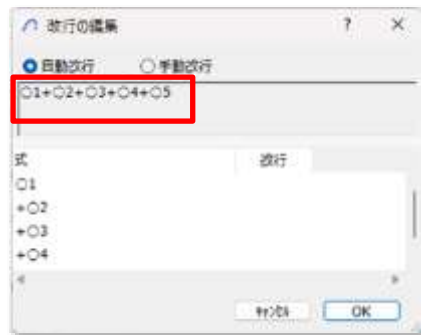 改行の編集 ? ×
自動改行 手動改行
○1+○2+○3+○4+○5
式 改行
○1
+○2
+○3
+○4
ｷｬﾝｾﾙ OK